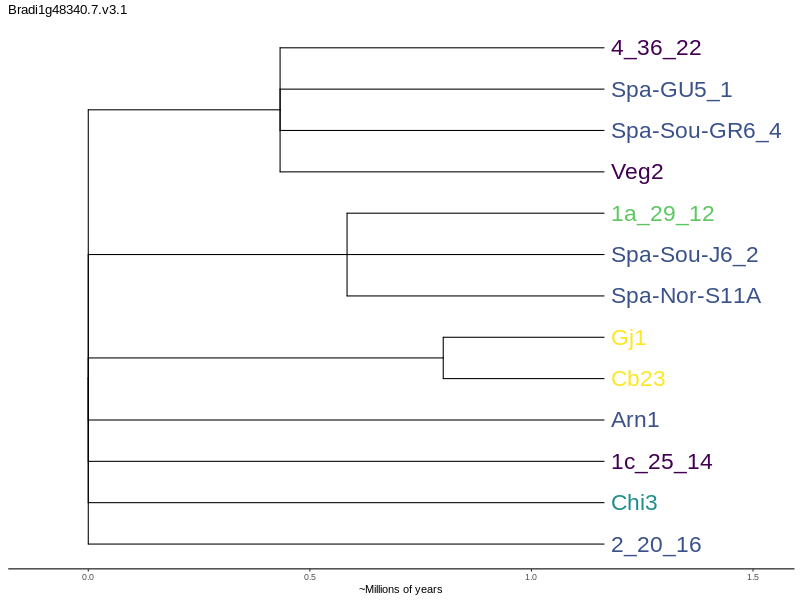 Bradi1g48340.7.v3.1
4_36_22
Spa-GU5_1
Spa-Sou-GR6_4
Veg2
1a_29_12
Spa-Sou-J6_2
Spa-Nor-S11A
Gj1
Cb23
Arn1
1c_25_14
Chi3
2_20_16
0.0 0.5 1.0 1.5
~Millions of years